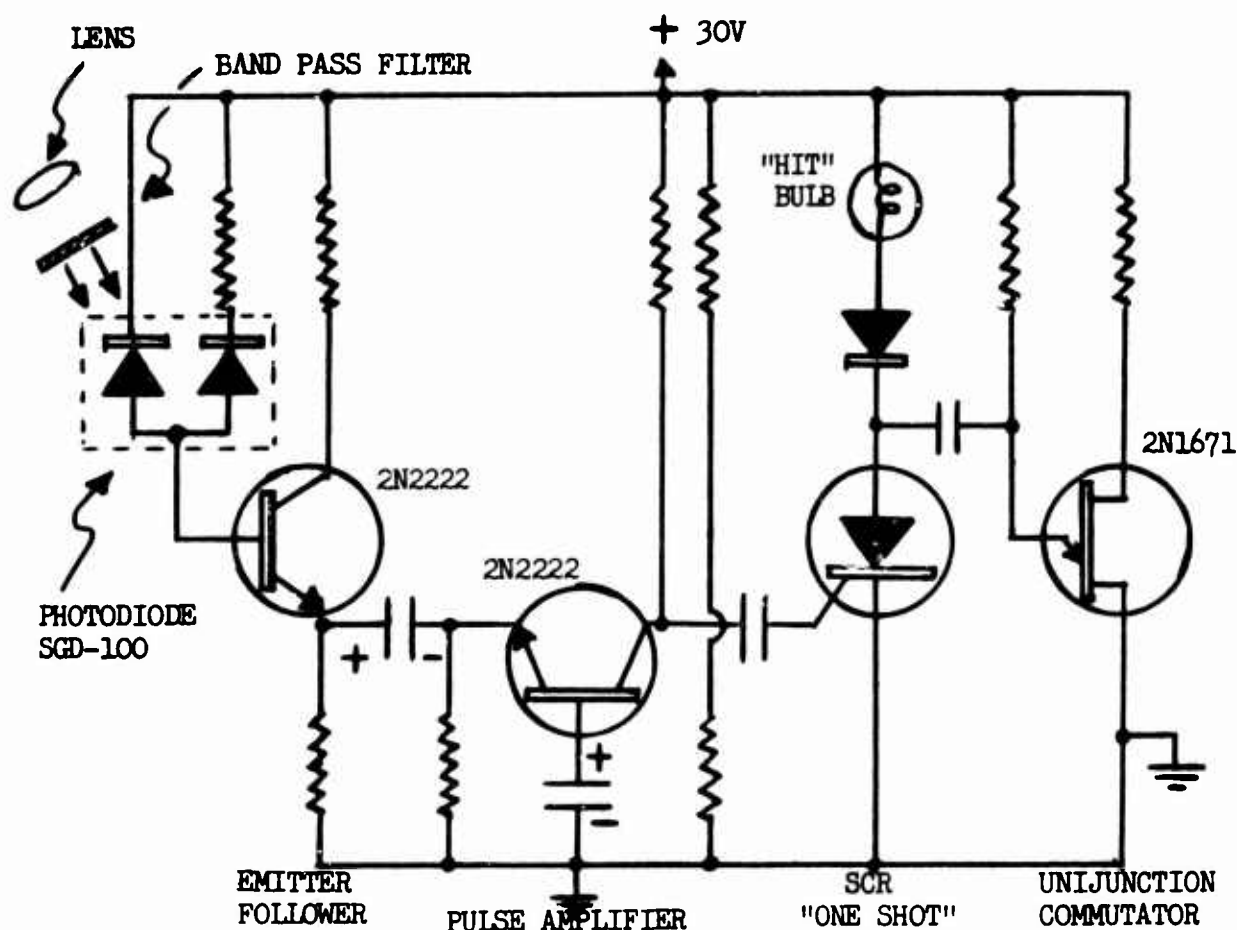 LENS
BAND PASS FILTER
+ 30V
"HIT"
BULB
2N1671
2N2222
2N2222
PHOTODIODE
SGD-100
+ -
+
-
EMITTER
FOLLOWER
PULSE AMPLIFIER
SCR
"ONE SHOT"
UNIJUNCTION
COMMUTATOR